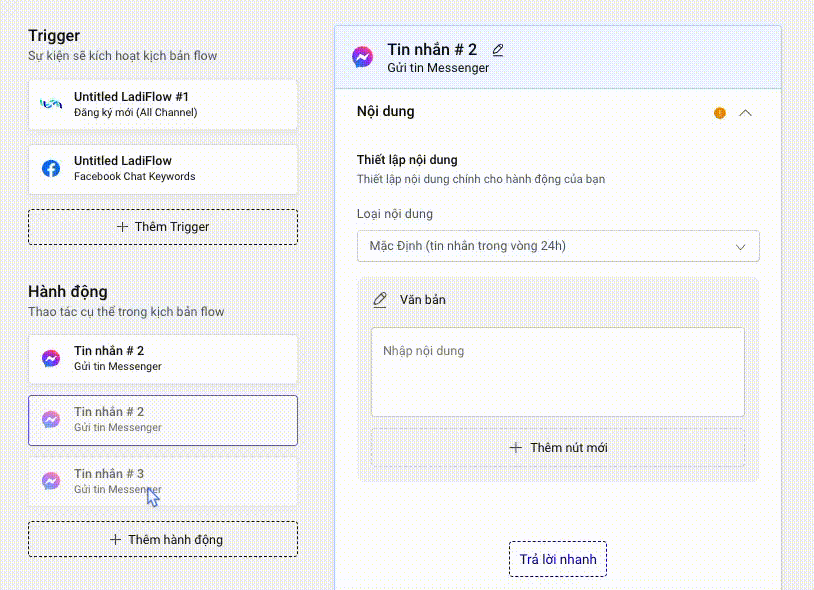 Trigger
Sự kiện sẽ kích hoạt kịch bản flow
Untitled LadiFlow #1
Đăng ký mới (All Channel)
Untitled LadiFlow
Facebook Chat Keywords
Thêm Trigger
Hành động
Thao tác cụ thể trong kịch bản flow
Tin nhắn # 2
Gửi tin Messenger
Tin nhắn # 2
Gửi tin Messenger
Tin nhắn # 3
Gửi tin Messenger
Thêm hành động
Tin nhắn # 2
Gửi tin Messenger
Nội dung
Thiết lập nội dung
Thiết lập nội dung chính cho hành động của bạn
Loại nội dung
Mặc Định (tin nhắn trong vòng 24h)
Văn bản
Nhập nội dung
Thêm nút mới
Trả lời nhanh